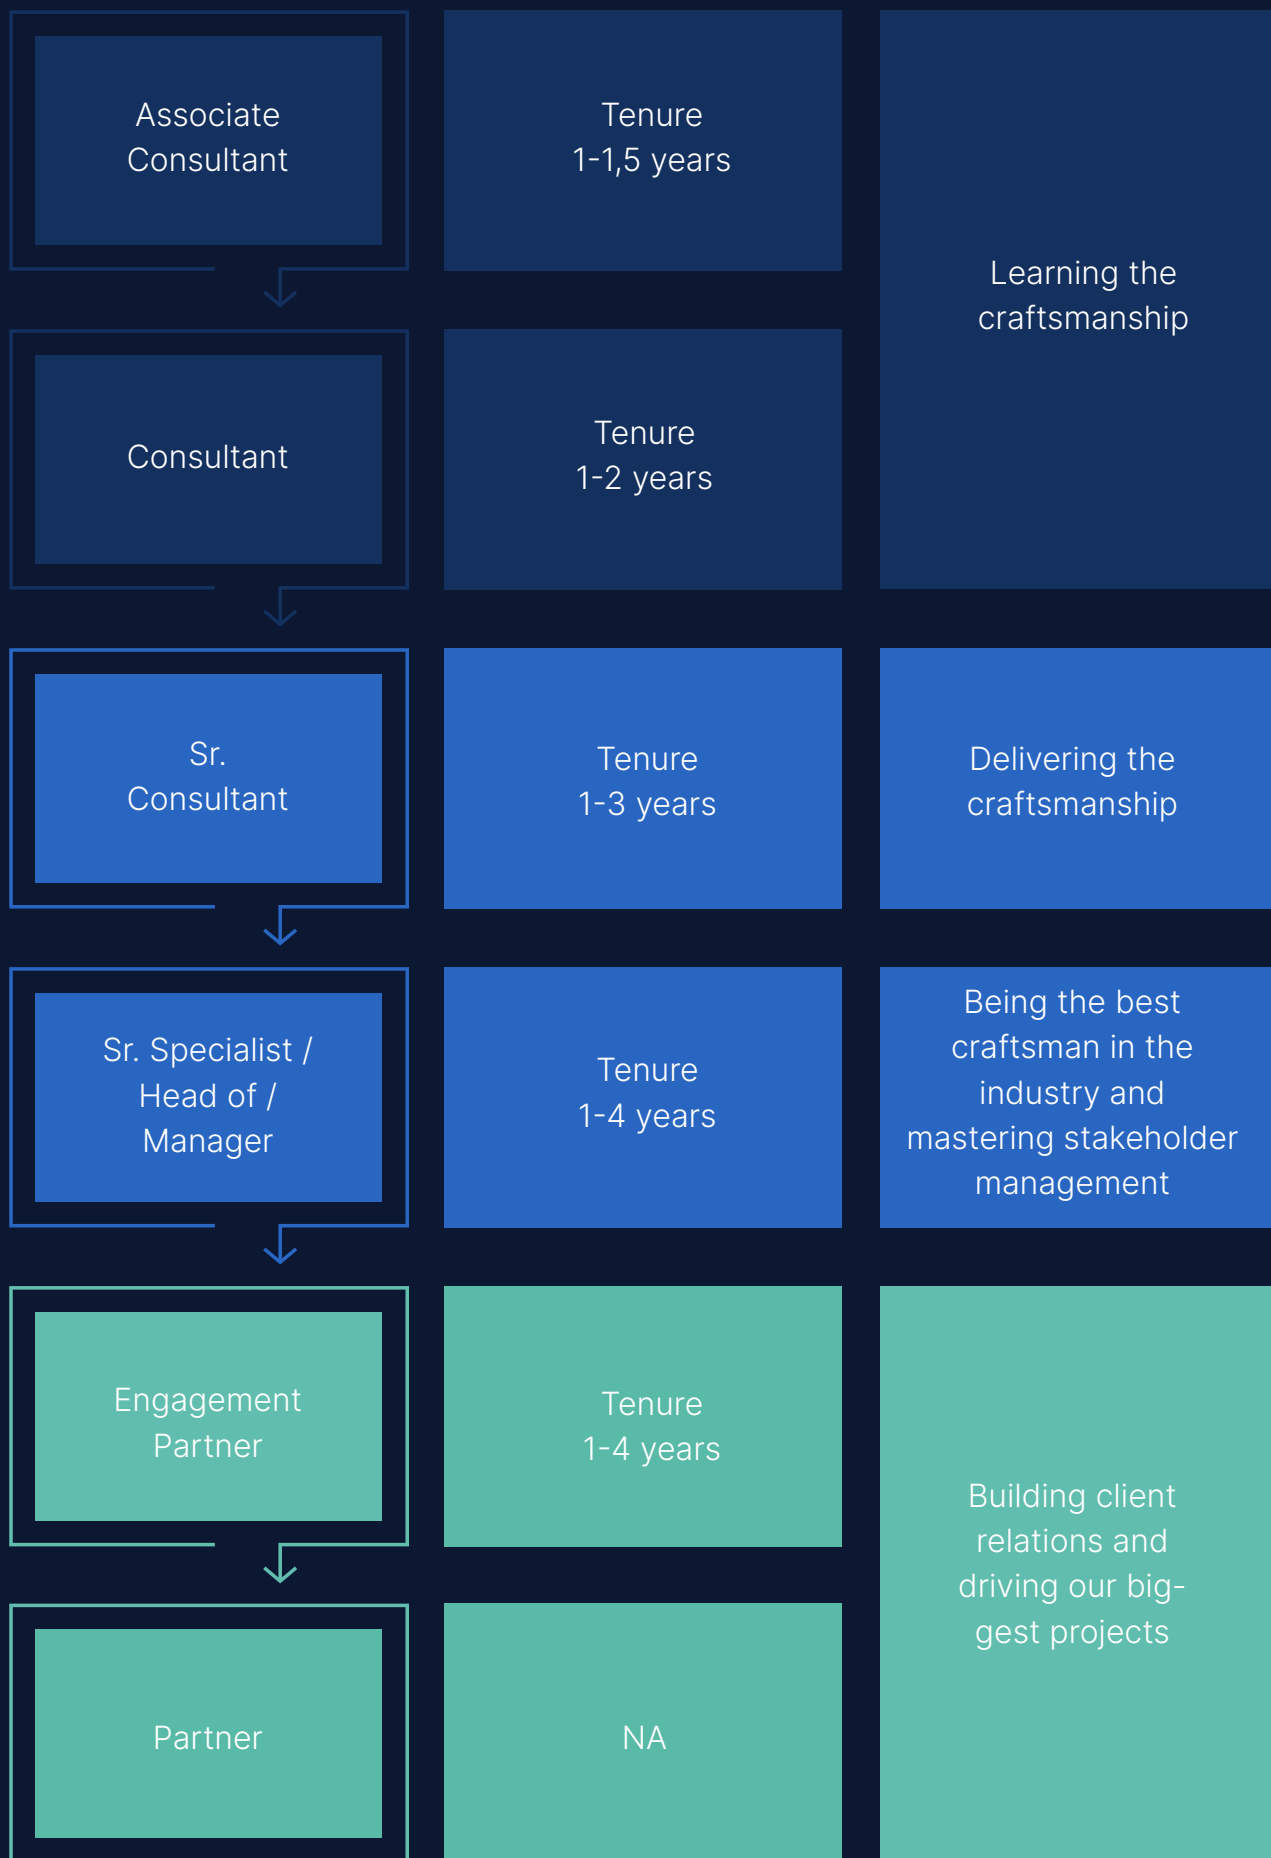 Associate
Consultant
Tenure
1-1,5 years
Learning the
craftsmanship
Consultant
Tenure
1-2 years
Sr.
Consultant
Tenure
1-3 years
Delivering the
craftsmanship
Sr. Specialist /
Head of /
Manager
Tenure
1-4 years
Being the best
craftsman in the
industry and
mastering stakeholder
management
Engagement
Partner
Tenure
1-4 years
Building client
relations and
driving our big-
gest projects
Partner
NA